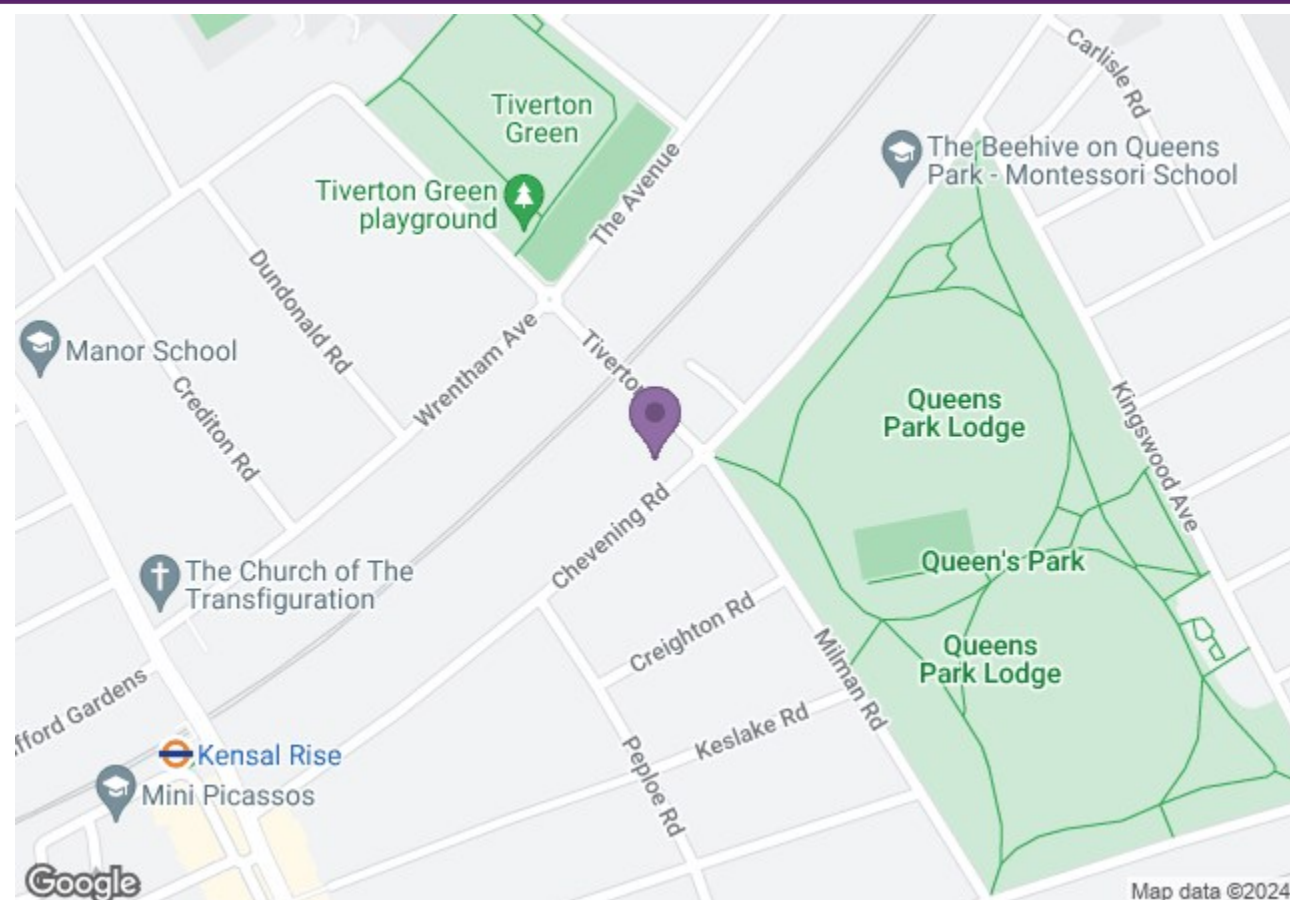 Carlisle Rd
Tiverton
Green
The Beehive on Queens
Park - Montessori School
Tiverton Green
playground
The Avenue
Dundonald Rd
Wrentham Ave
Manor School
Crediton Rd
Queens
Park Lodge
Kingswood Ave
Chevening Rd
Queen's Park
The Church of The
Transfiguration
Creighton Rd
Milman Rd
Queens
Park Lodge
Keslake Rd
Peploe Rd
Gardens
Kensal Rise
Mini Picassos
Google
Map data ©2024